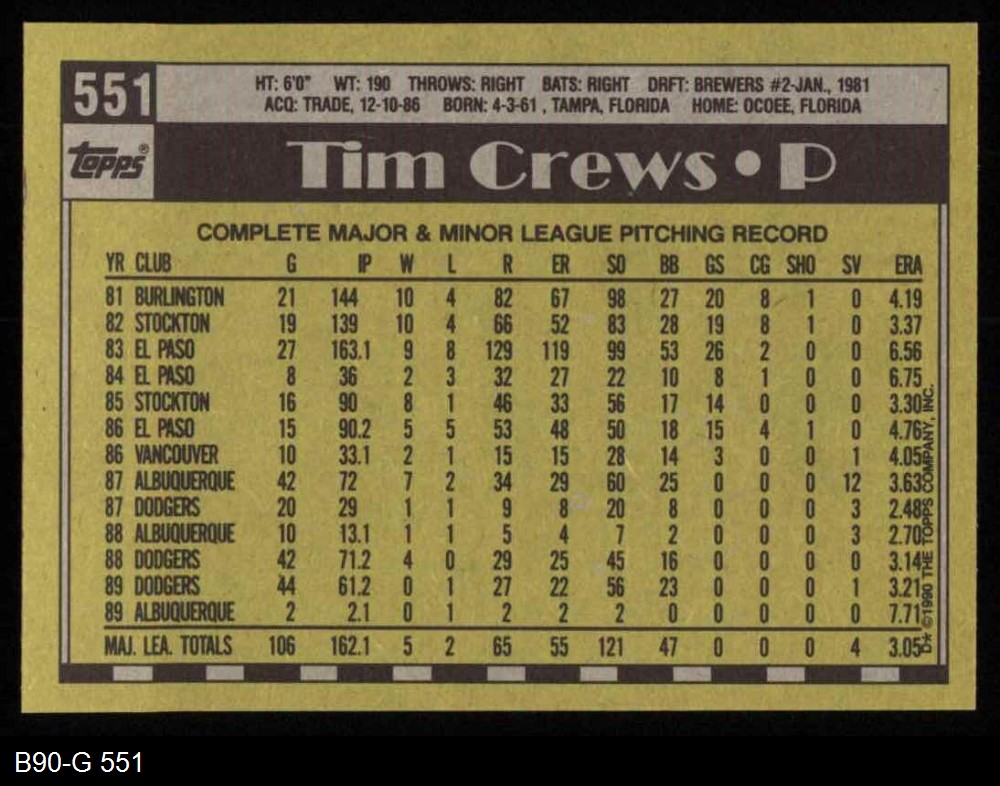 551
HT: 6'0" WT: 190 THROWS: RIGHT BATS: RIGHT DRFT: BREWERS #2-JAN., 1981
ACQ: TRADE, 12-10-86 BORN: 4-3-61 , TAMPA, FLORIDA HOME: OCOEE, FLORIDA
topps®
Tim Crews • P
COMPLETE MAJOR & MINOR LEAGUE PITCHING RECORD
YR CLUB G IP W L R ER SO BB GS CG SHO SV ERA
81 BURLINGTON 21 144 10 4 82 67 98 27 20 8 1 0 4.19
82 STOCKTON 19 139 10 4 66 52 83 28 19 8 1 0 3.37
83 EL PASO 27 163.1 9 8 129 119 99 53 26 2 0 0 6.56
84 EL PASO 8 36 2 3 32 27 22 10 8 1 0 0 6.75
85 STOCKTON 16 90 8 1 46 33 56 17 14 0 0 0 3.30
86 EL PASO 15 90.2 5 5 53 48 50 18 15 4 1 0 4.76
86 VANCOUVER 10 33.1 2 1 15 15 28 14 3 0 0 1 4.05
87 ALBUQUERQUE 42 72 7 2 34 29 60 25 0 0 0 12 3.63
87 DODGERS 20 29 1 1 9 8 20 8 0 0 0 3 2.48
88 ALBUQUERQUE 10 13.1 1 1 5 4 7 2 0 0 0 3 2.70
88 DODGERS 42 71.2 4 0 29 25 45 16 0 0 0 0 3.14
89 DODGERS 44 61.2 0 1 27 22 56 23 0 0 0 1 3.21
89 ALBUQUERQUE 2 2.1 0 1 2 2 2 0 0 0 0 0 7.71
MAJ. LEA. TOTALS 106 162.1 5 2 65 55 121 47 0 0 0 4 3.05
D* ©1990 THE TOPPS COMPANY, INC.
B90-G 551